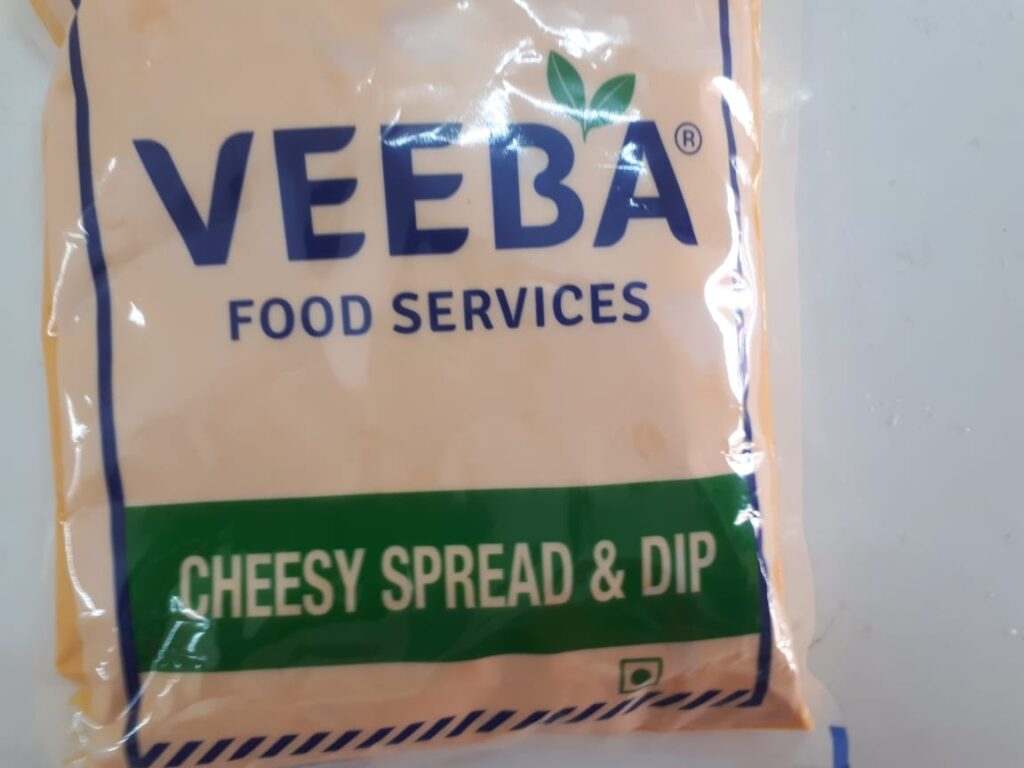 VEEBA®
FOOD SERVICES
CHEESY SPREAD & DIP